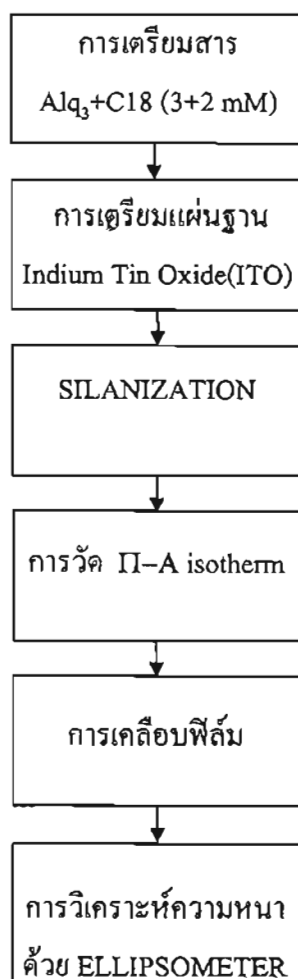 การเตรียมสาร
Alq₃+C18 (3+2 mM)
การเตรียมแผ่นฐาน
Indium Tin Oxide(ITO)
SILANIZATION
การวัด Π–A isotherm
การเคลือบฟิล์ม
การวิเคราะห์ความหนา
ด้วย ELLIPSOMETER